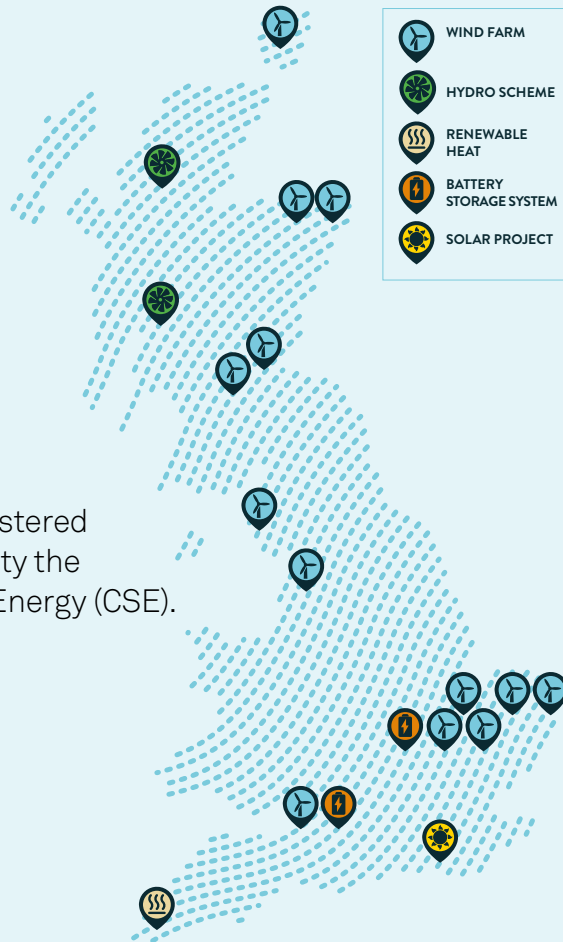 WIND FARM
HYDRO SCHEME
RENEWABLE
HEAT
BATTERY
STORAGE SYSTEM
SOLAR PROJECT
stered
ty the
Energy (CSE).